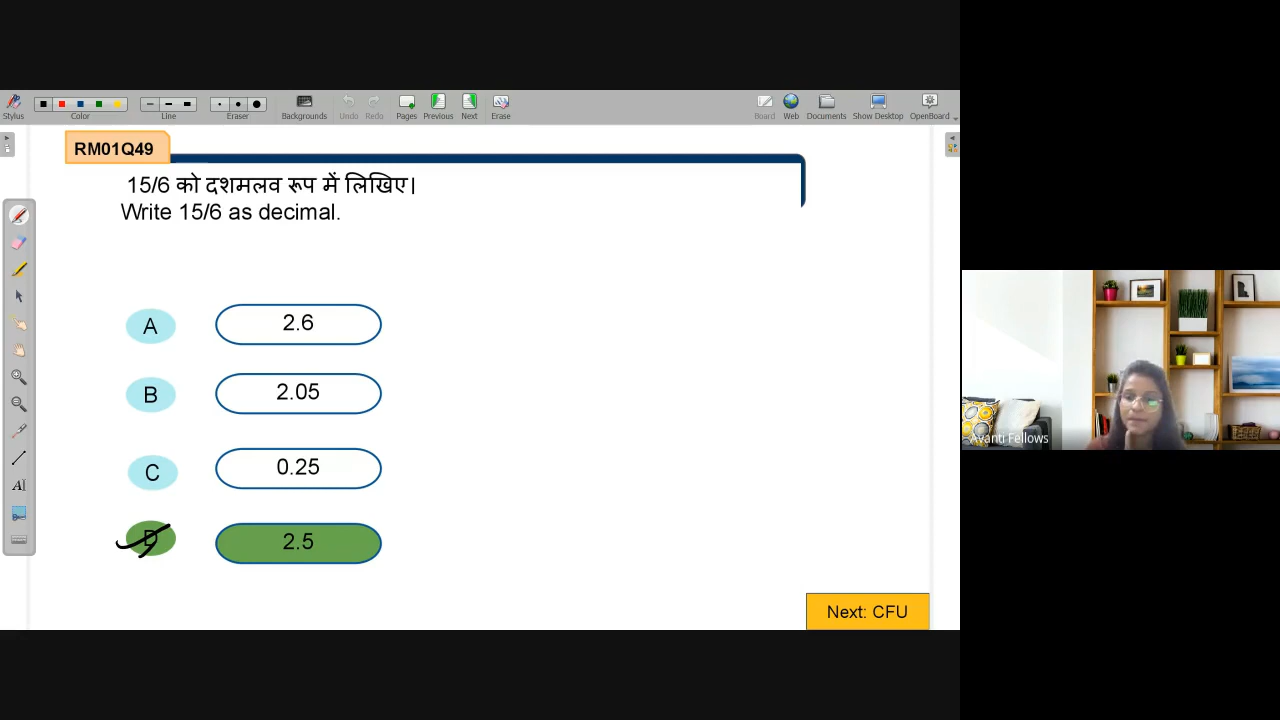 Stylus
Color
Line
Eraser
Backgrounds
Undo
Redo
Pages
Previous
Next
Erase
Board
Web
Documents
Show Desktop
OpenBoard
RM01Q49
15/6 को दशमलव रूप में लिखिए।
Write 15/6 as decimal.
A
2.6
B
2.05
C
0.25
D
2.5
Next: CFU
Avanti Fellows